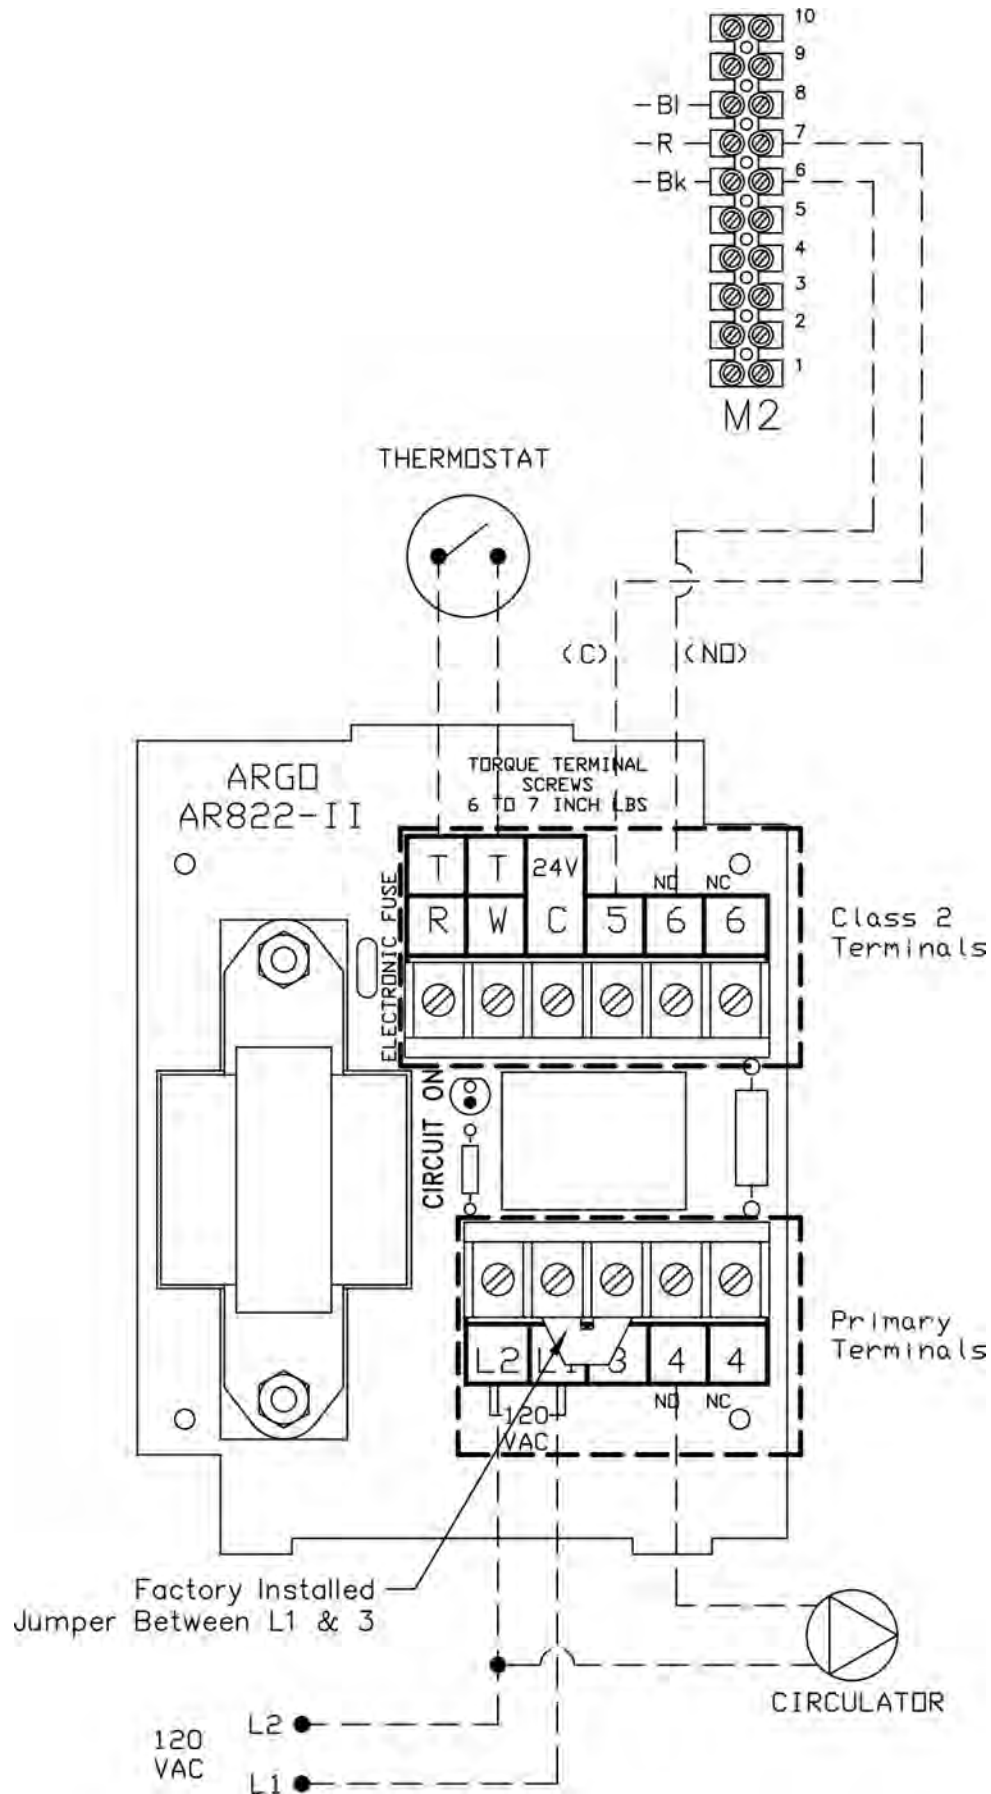 10
9
8
Bl
7
R
6
Bk
5
4
3
2
1
M2
THERMOSTAT
(C)
(NO)
ARGO
AR822-II
TORQUE TERMINAL
SCREWS
6 TO 7 INCH LBS
ELECTRONIC FUSE
T T 24V
NO NC
R W C 5 6 6
Class 2
Terminals
CIRCUIT ON
L2 L1 3 4 4
NO NC
120
VAC
Primary
Terminals
Factory Installed
Jumper Between L1 & 3
CIRCULATOR
120
VAC
L2
L1